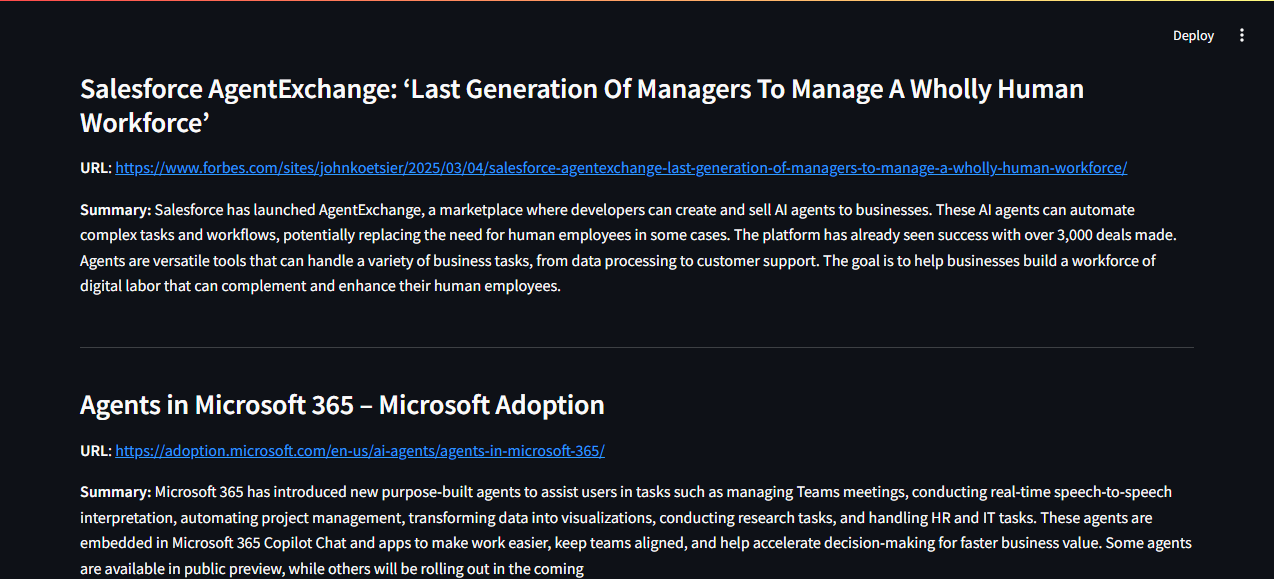 Deploy
Salesforce AgentExchange: ‘Last Generation Of Managers To Manage A Wholly Human
Workforce’
URL: https://www.forbes.com/sites/johnkoetsier/2025/03/04/salesforce-agentexchange-last-generation-of-managers-to-manage-a-wholly-human-workforce/
Summary: Salesforce has launched AgentExchange, a marketplace where developers can create and sell AI agents to businesses. These AI agents can automate
complex tasks and workflows, potentially replacing the need for human employees in some cases. The platform has already seen success with over 3,000 deals made.
Agents are versatile tools that can handle a variety of business tasks, from data processing to customer support. The goal is to help businesses build a workforce of
digital labor that can complement and enhance their human employees.
Agents in Microsoft 365 – Microsoft Adoption
URL: https://adoption.microsoft.com/en-us/ai-agents/agents-in-microsoft-365/
Summary: Microsoft 365 has introduced new purpose-built agents to assist users in tasks such as managing Teams meetings, conducting real-time speech-to-speech
interpretation, automating project management, transforming data into visualizations, conducting research tasks, and handling HR and IT tasks. These agents are
embedded in Microsoft 365 Copilot Chat and apps to make work easier, keep teams aligned, and help accelerate decision-making for faster business value. Some agents
are available in public preview, while others will be rolling out in the coming